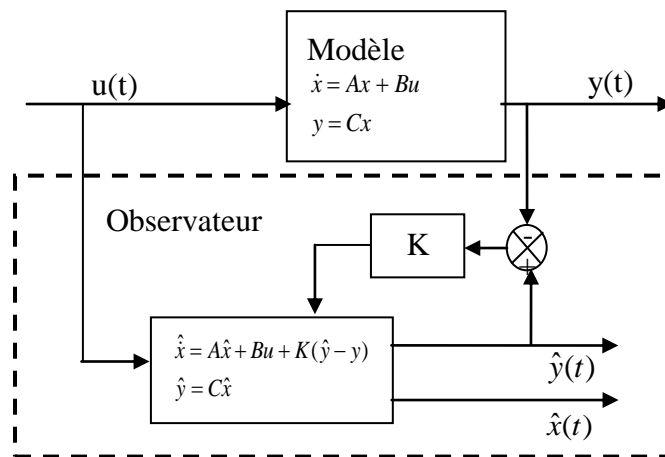 Modèle
ẋ = Ax + Bu
y = Cx
u(t)
y(t)
Observateur
K
-
+
x̂̇ = Ax̂ + Bu + K(ŷ − y)
ŷ = Cx̂
ŷ(t)
x̂(t)